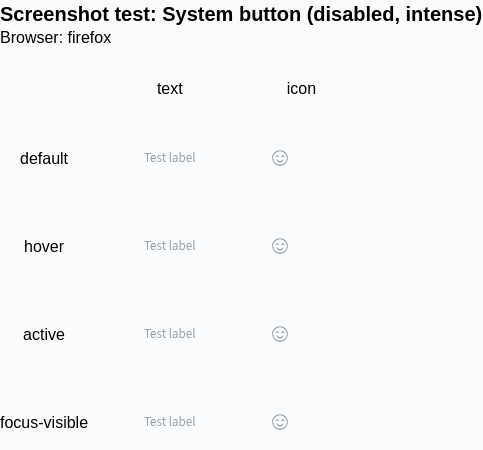 Screenshot test: System button (disabled, intense)
Browser: firefox
text icon
default Test label
hover Test label
active Test label
focus-visible Test label